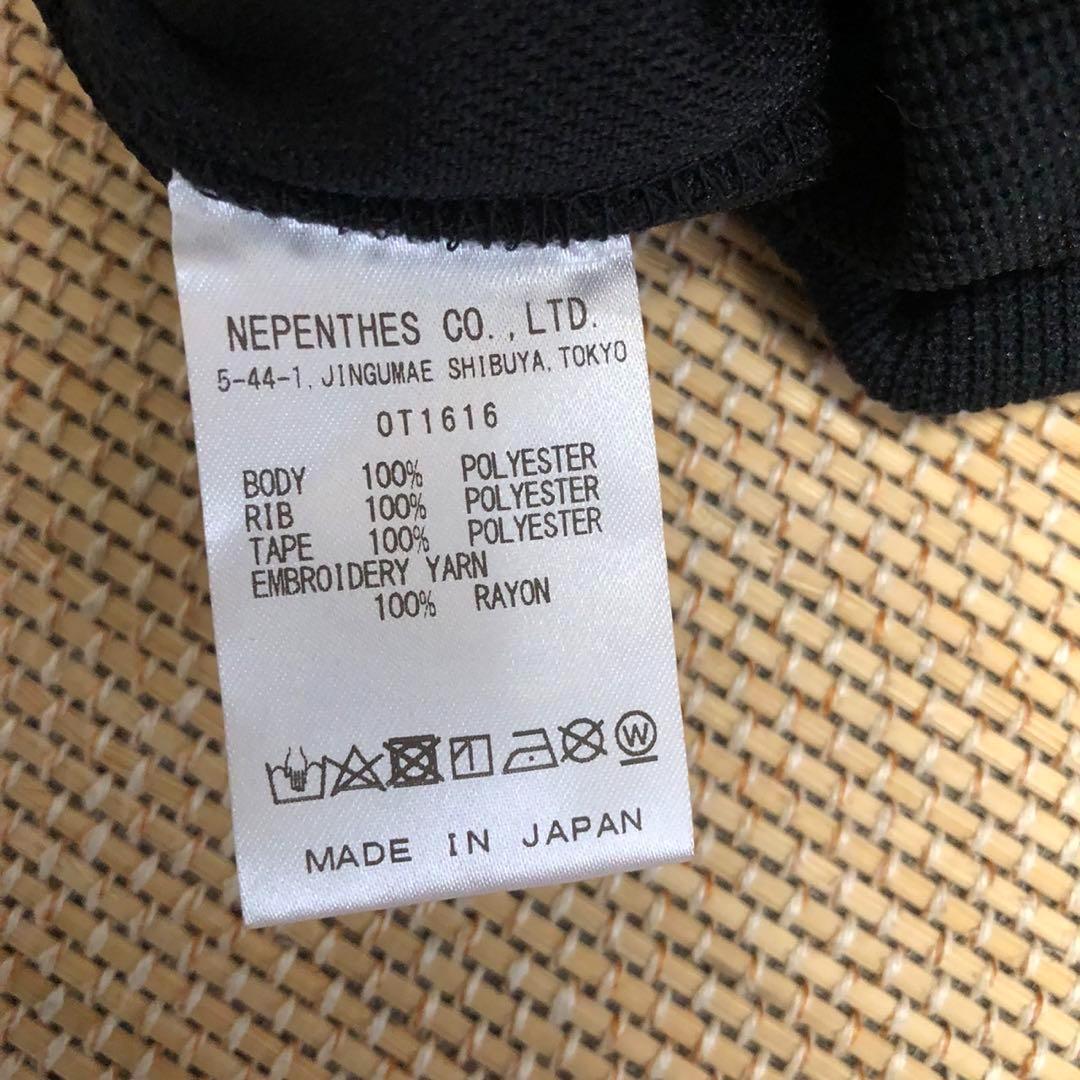 NEPENTHES CO., LTD.
5-44-1, JINGUMAE SHIBUYA, TOKYO
OT1616
BODY 100% POLYESTER
RIB 100% POLYESTER
TAPE 100% POLYESTER
EMBROIDERY YARN
100% RAYON
W
MADE IN JAPAN